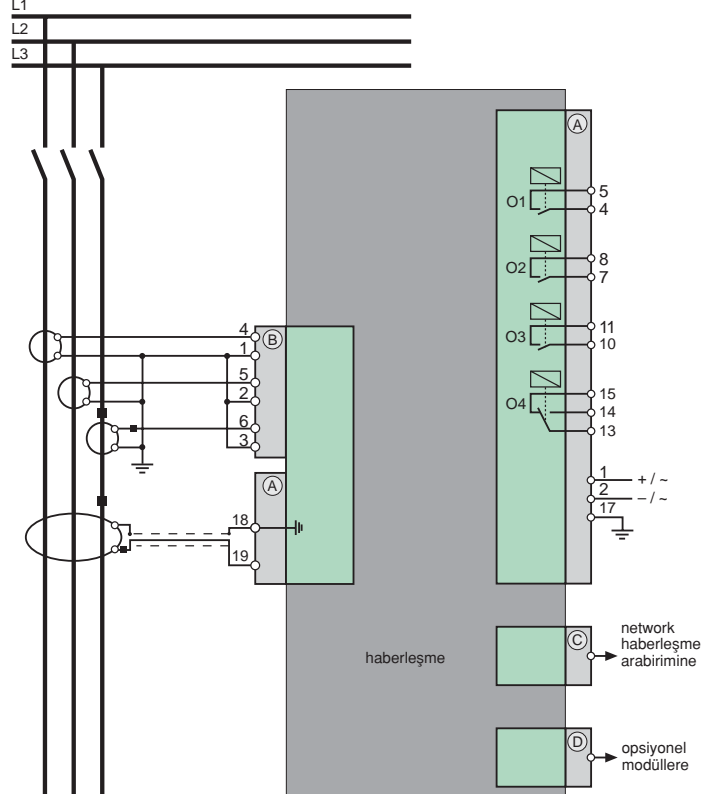 L1
L2
L3
A
O1
5
4
O2
8
7
O3
11
10
O4
15
14
13
4
B
1
5
2
6
3
A
18
19
1
+ / ~
2
– / ~
17
haberleşme
C
network
haberleşme
arabirimine
D
opsiyonel
modüllere